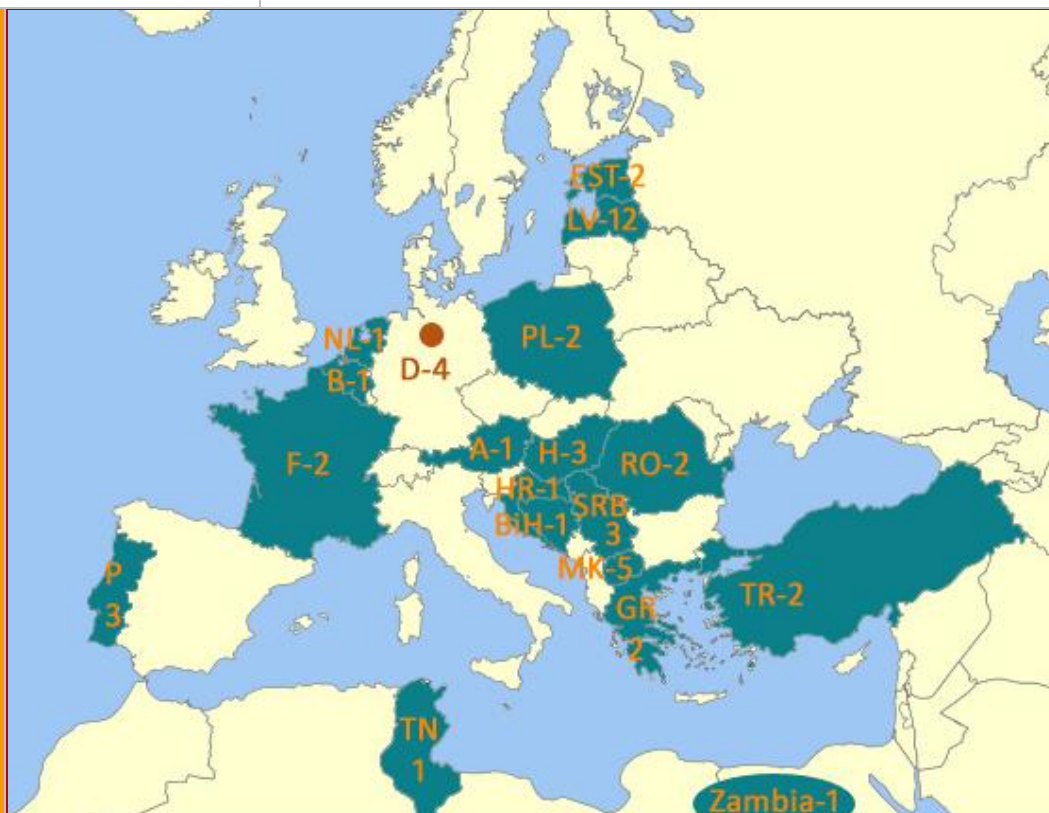 EST-2
LV-12
NL-1
PL-2
B-1
D-4
A-1
H-3
F-2
RO-2
HR-1
SRB
3
BiH-1
MK-5
P
3
TR-2
GR
2
TN
1
Zambia-1